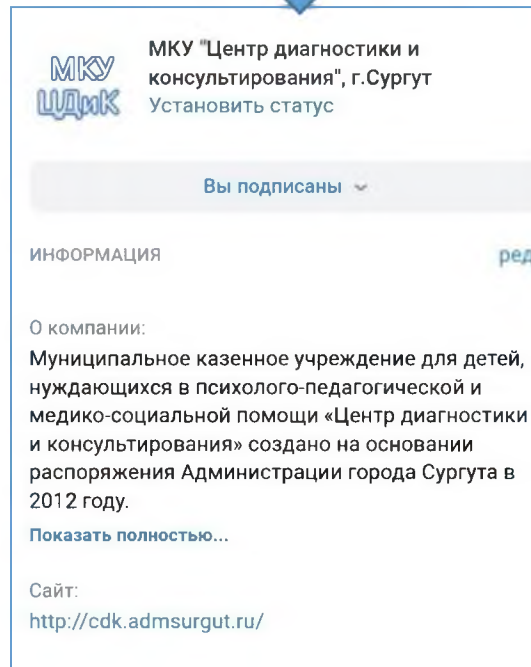 МКУ
ЦДиК
МКУ "Центр диагностики и
консультирования", г.Сургут
Установить статус
Вы подписаны
ИНФОРМАЦИЯ
ред
О компании:
Муниципальное казенное учреждение для детей,
нуждающихся в психолого-педагогической и
медико-социальной помощи «Центр диагностики
и консультирования» создано на основании
распоряжения Администрации города Сургута в
2012 году.
Показать полностью...
Сайт:
http://cdk.admsurgut.ru/